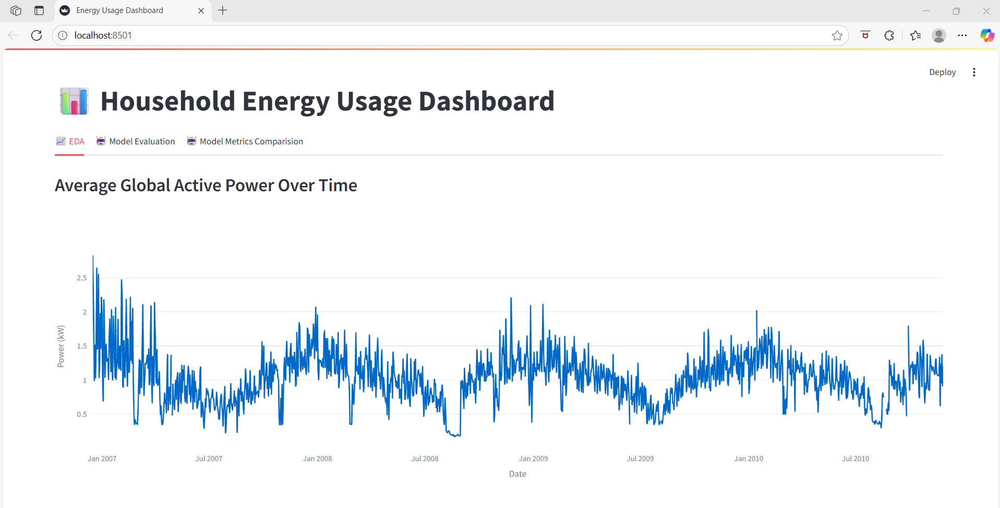 Energy Usage Dashboard
localhost:8501
Deploy
Household Energy Usage Dashboard
EDA Model Evaluation Model Metrics Comparision
Average Global Active Power Over Time
2.5
2
1.5
1
0.5
Power (kW)
Jan 2007 Jul 2007 Jan 2008 Jul 2008 Jan 2009 Jul 2009 Jan 2010 Jul 2010
Date